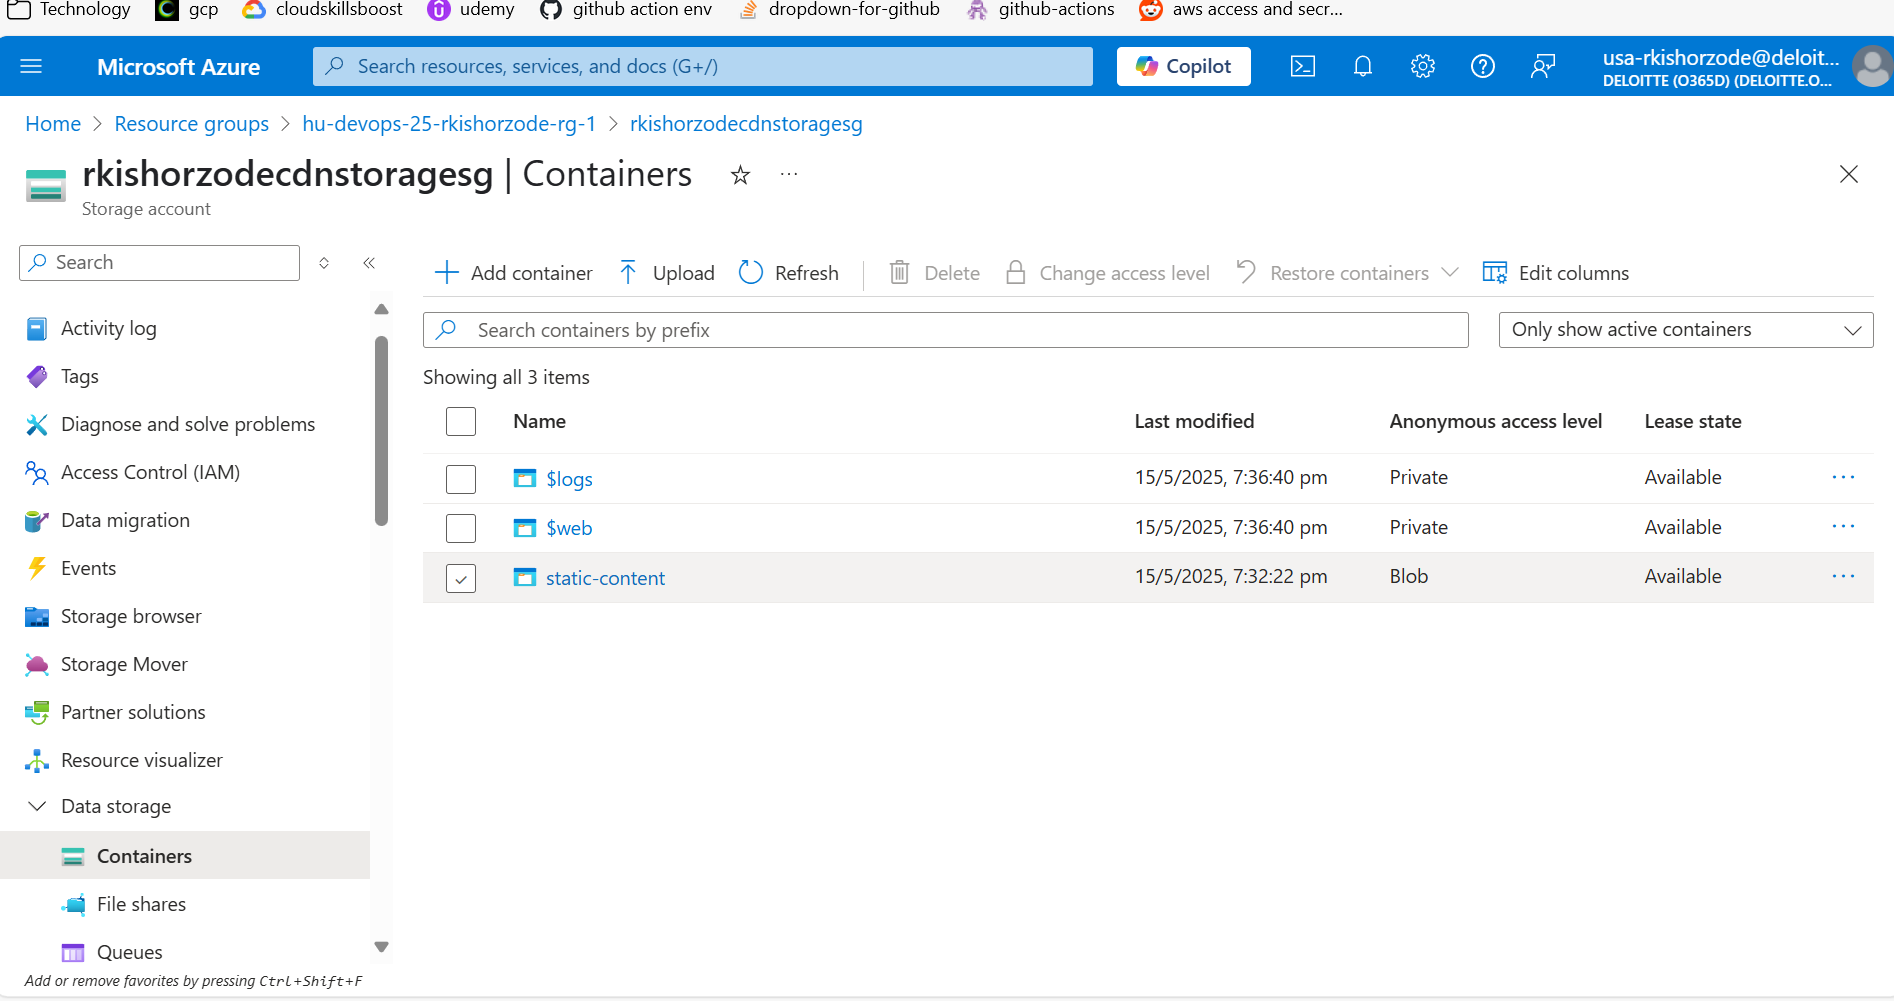 Technology gcp cloudskillsboost udemy github action env dropdown-for-github github-actions aws access and secr...
Microsoft Azure Search resources, services, and docs (G+/) Copilot usa-rkishorzode@deloit...
DELOITTE (O365D) (DELOITTE.O...
Home > Resource groups > hu-devops-25-rkishorzode-rg-1 > rkishorzodecdnstoragesg
rkishorzodecdnstoragesg | Containers
Storage account
Search
Activity log
Tags
Diagnose and solve problems
Access Control (IAM)
Data migration
Events
Storage browser
Storage Mover
Partner solutions
Resource visualizer
Data storage
Containers
File shares
Queues
Add or remove favorites by pressing Ctrl+Shift+F
Add container Upload Refresh Delete Change access level Restore containers Edit columns
Search containers by prefix Only show active containers
Showing all 3 items
Name Last modified Anonymous access level Lease state
$logs 15/5/2025, 7:36:40 pm Private Available
$web 15/5/2025, 7:36:40 pm Private Available
static-content 15/5/2025, 7:32:22 pm Blob Available